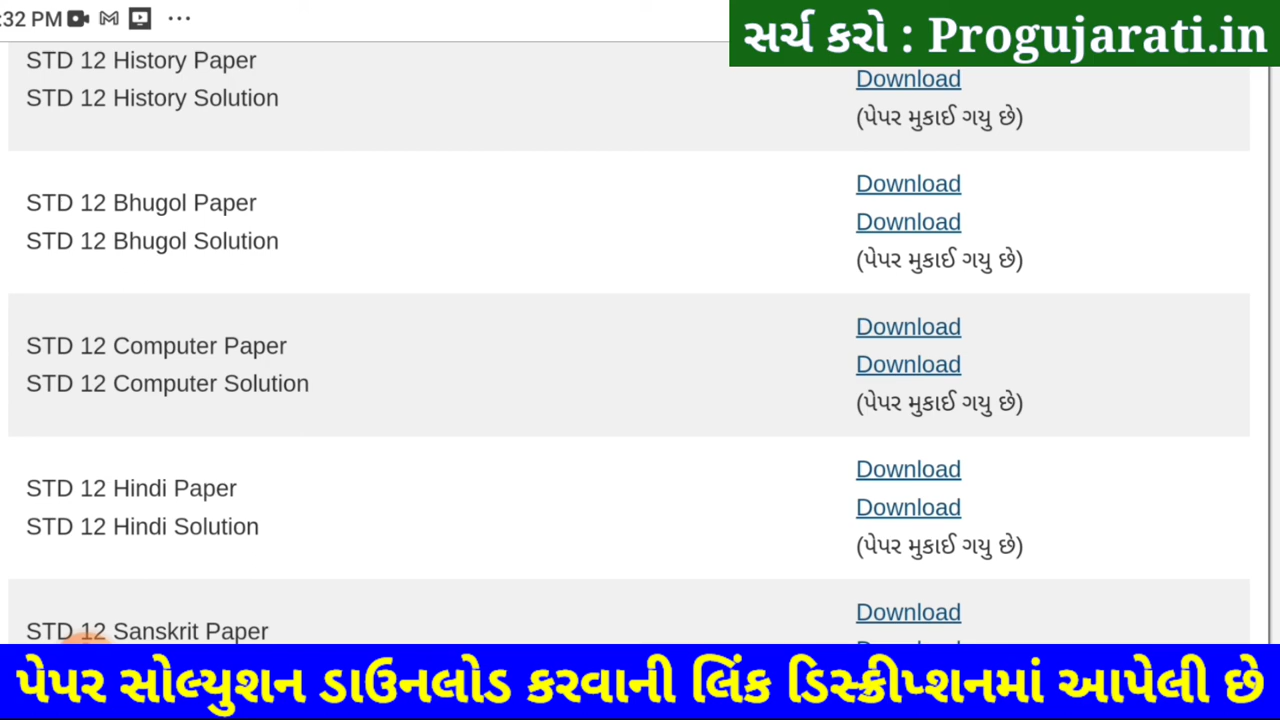 :32 PM
સર્ચ કરો : Progujarati.in
STD 12 History Paper
Download
STD 12 History Solution
(પેપર મુકાઈ ગયુ છે)
Download
STD 12 Bhugol Paper
Download
STD 12 Bhugol Solution
(પેપર મુકાઈ ગયુ છે)
Download
STD 12 Computer Paper
Download
STD 12 Computer Solution
(પેપર મુકાઈ ગયુ છે)
Download
STD 12 Hindi Paper
Download
STD 12 Hindi Solution
(પેપર મુકાઈ ગયુ છે)
Download
STD 12 Sanskrit Paper
પેપર સોલ્યુશન ડાઉનલોડ કરવાની લિંક ડિસ્ક્રીપ્શનમાં આપેલી છે